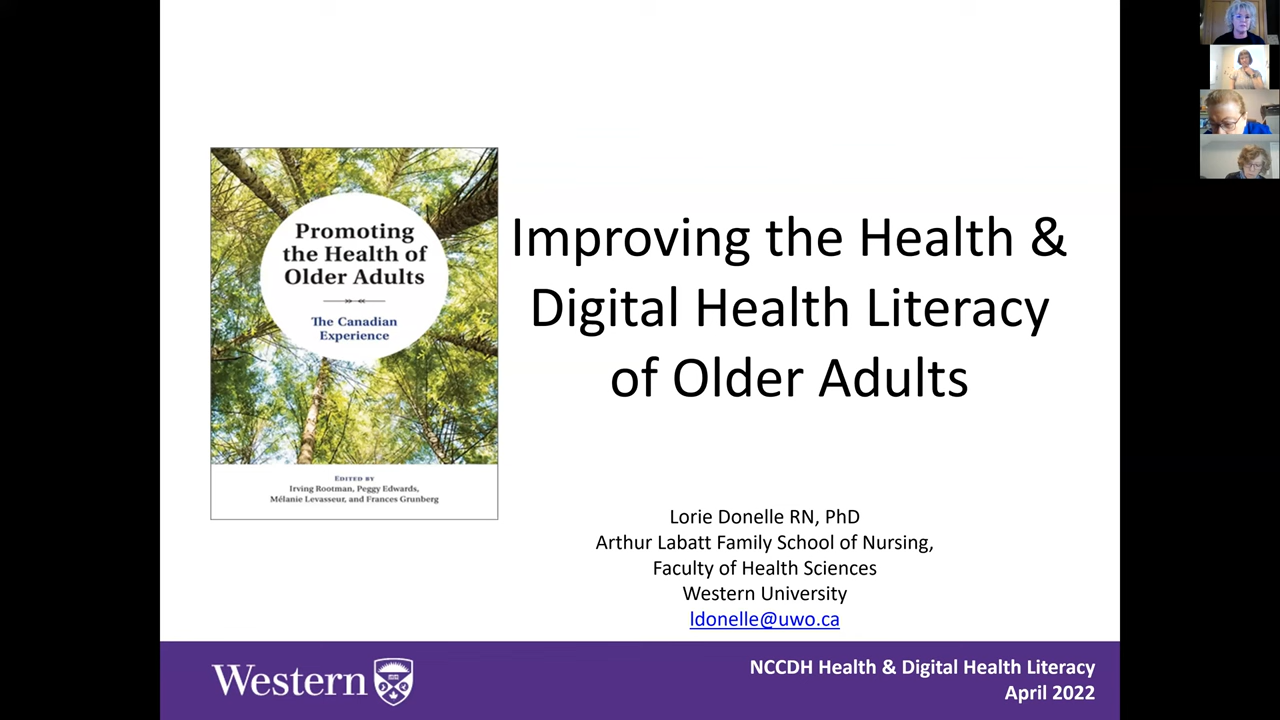 Promoting
the Health of
Older Adults
The Canadian
Experience
EDITED BY
Irving Rootman, Peggy Edwards,
Mélanie Levasseur, and Frances Grunberg
Improving the Health &
Digital Health Literacy
of Older Adults
Lorie Donelle RN, PhD
Arthur Labatt Family School of Nursing,
Faculty of Health Sciences
Western University
ldonelle@uwo.ca
Western
NCCDH Health & Digital Health Literacy
April 2022